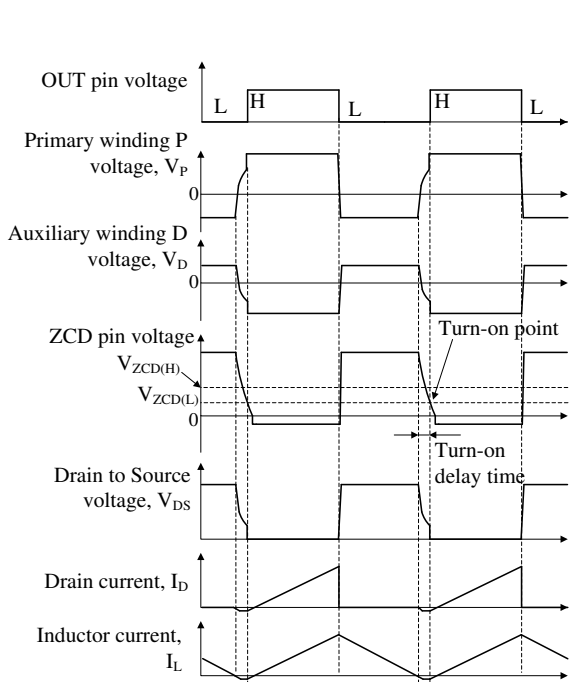 OUT pin voltage
L H L H L
Primary winding P
voltage, VP
0
Auxiliary winding D
voltage, VD
0
ZCD pin voltage
Turn-on point
VZCD(H)
VZCD(L)
0
Turn-on
delay time
Drain to Source
voltage, VDS
Drain current, ID
Inductor current,
IL